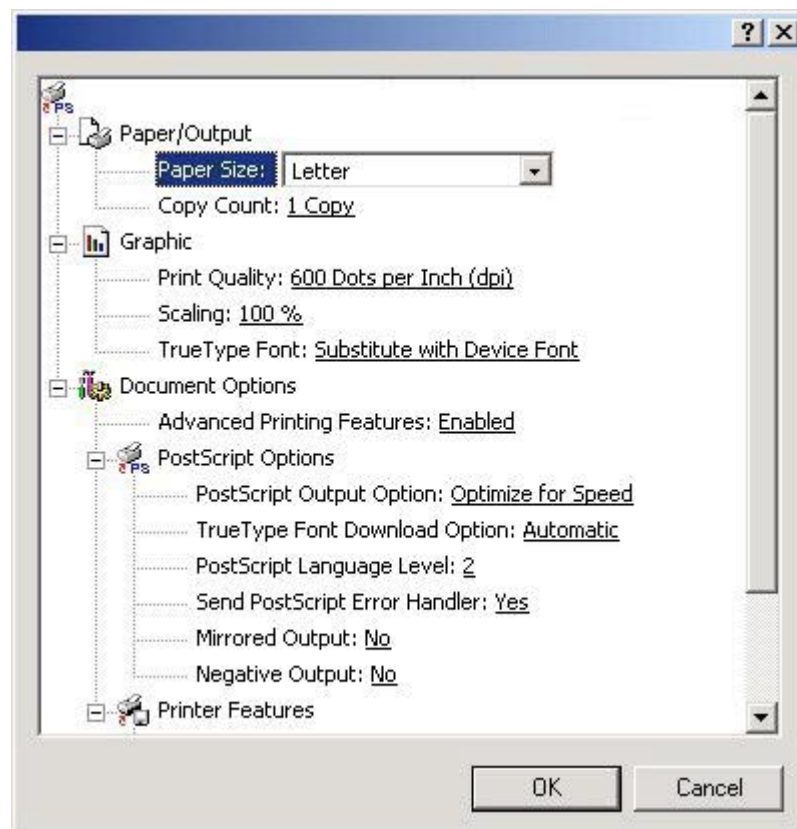 PS
Paper/Output
Paper Size: Letter
Copy Count: 1 Copy
Graphic
Print Quality: 600 Dots per Inch (dpi)
Scaling: 100 %
TrueType Font: Substitute with Device Font
Document Options
Advanced Printing Features: Enabled
PS PostScript Options
PostScript Output Option: Optimize for Speed
TrueType Font Download Option: Automatic
PostScript Language Level: 2
Send PostScript Error Handler: Yes
Mirrored Output: No
Negative Output: No
Printer Features
OK Cancel